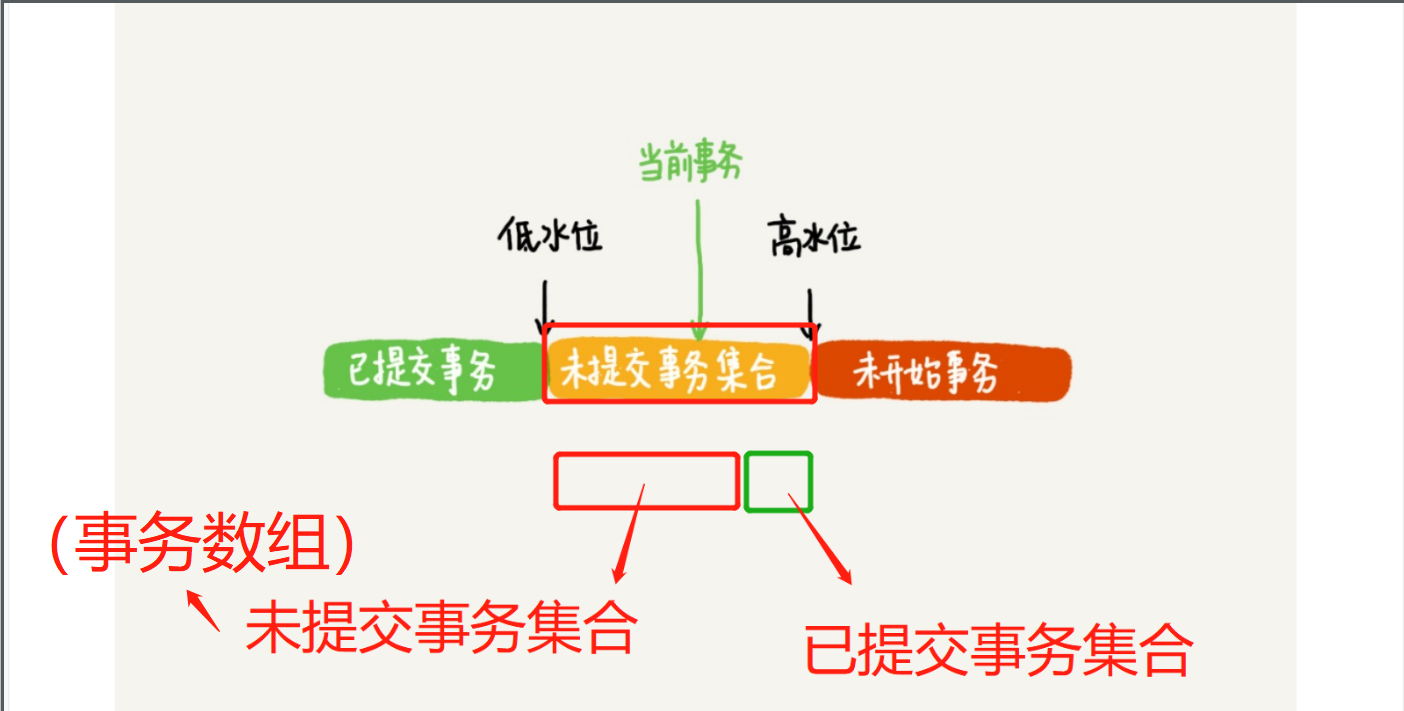 当前事务
低水位
高水位
已提交事务
未提交事务集合
未开始事务
（事务数组）
未提交事务集合
已提交事务集合